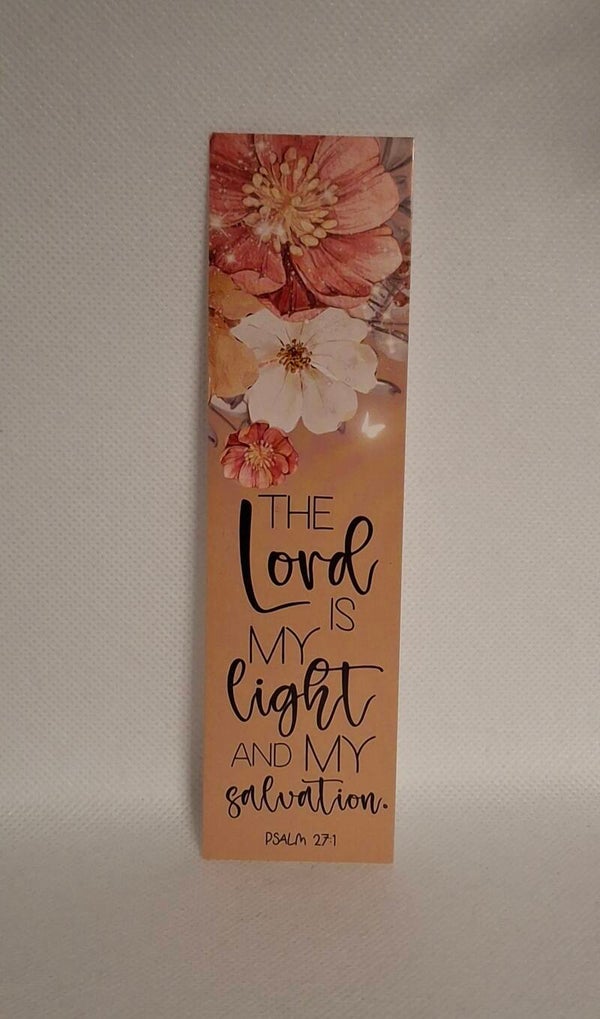 THE
Lord
IS
MY
light
AND MY
salvation.
PSALM 27:1